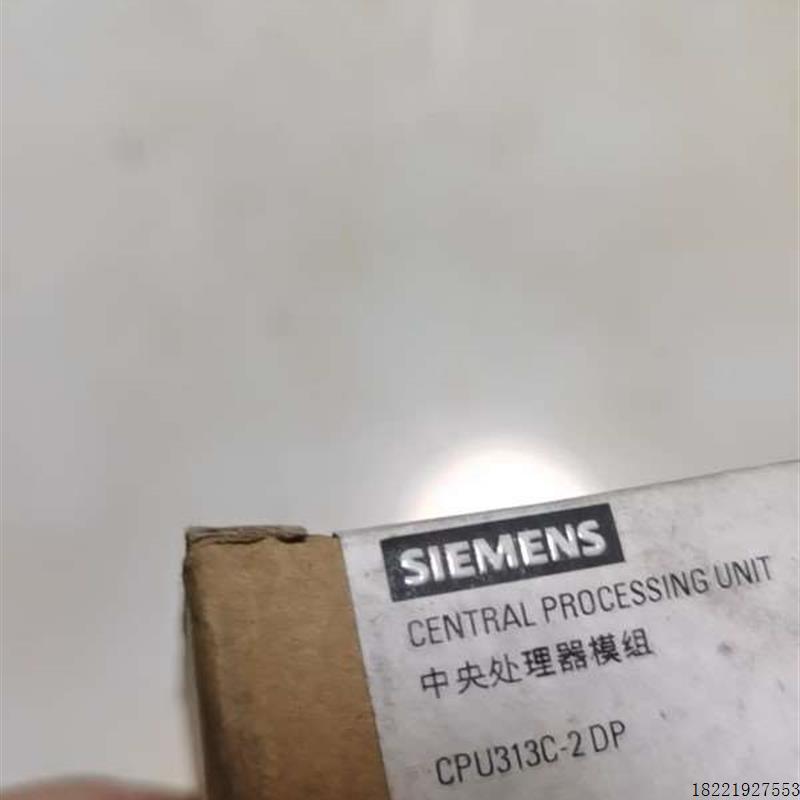 SIEMENS
CENTRAL PROCESSING UNIT
中央处理器模组
CPU313C-2 DP
18221927553